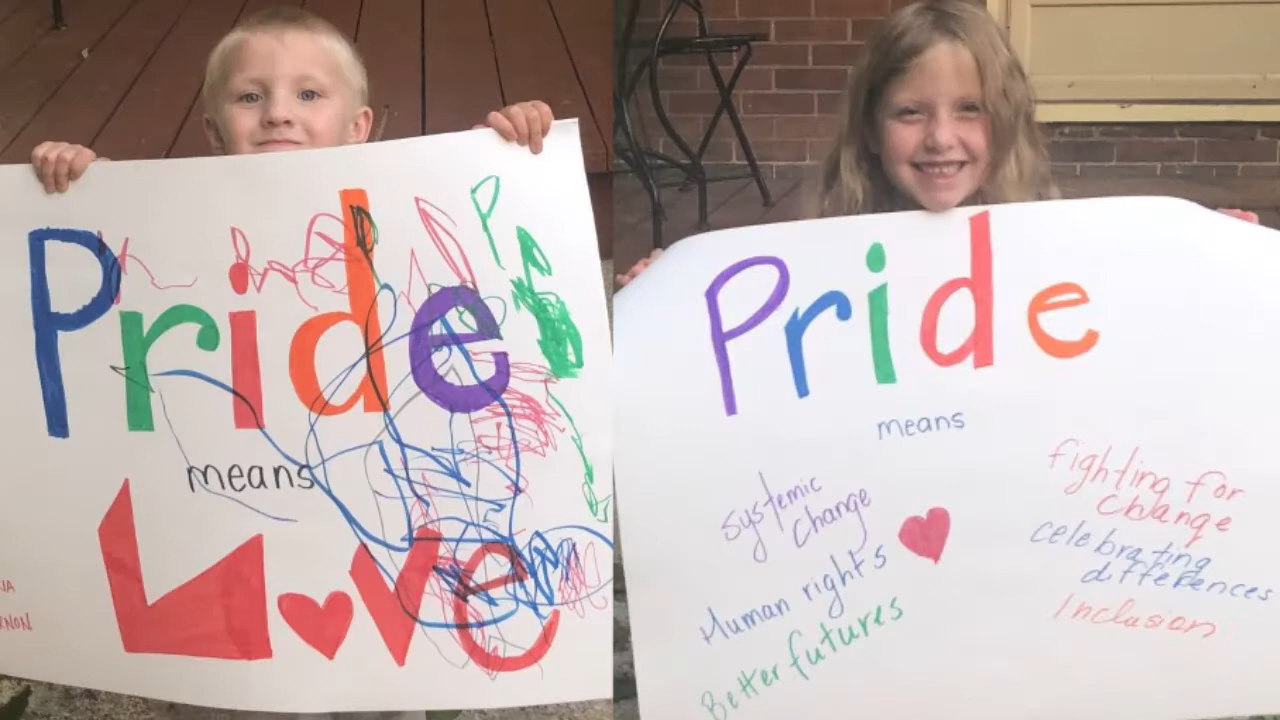 Pride
P
means
Love
Pride
means
systemic
Change
Human rights
Better futures
fighting for
Change
celebrating
differences
Inclusion